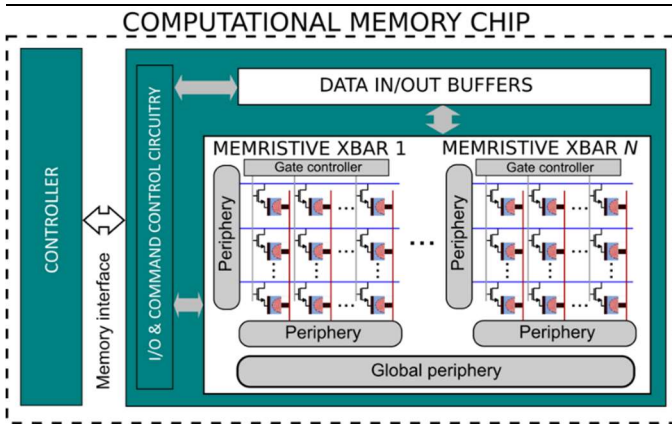 COMPUTATIONAL MEMORY CHIP
CONTROLLER
Memory interface
I/O & COMMAND CONTROL CIRCUITRY
DATA IN/OUT BUFFERS
MEMRISTIVE XBAR 1
Gate controller
Periphery
Periphery
MEMRISTIVE XBAR N
Gate controller
Periphery
Periphery
Global periphery